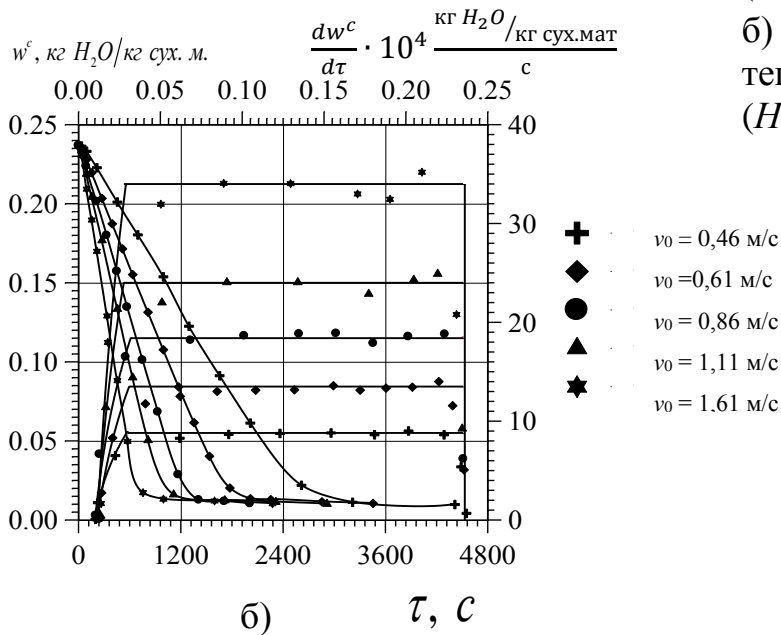 wᶜ, кг H₂O/кг сух. м.
dwᶜ/dτ · 10⁴ кг H₂O/кг сух.мат/с
0.00 0.05 0.10 0.15 0.20 0.25
0.25 40
0.20 30
0.15 20
0.10
0.05 10
0.00 0
0 1200 2400 3600 4800
б) τ, с
v₀ = 0,46 м/с
v₀ =0,61 м/с
v₀ = 0,86 м/с
v₀ = 1,11 м/с
v₀ = 1.61 м/с
б)
(H